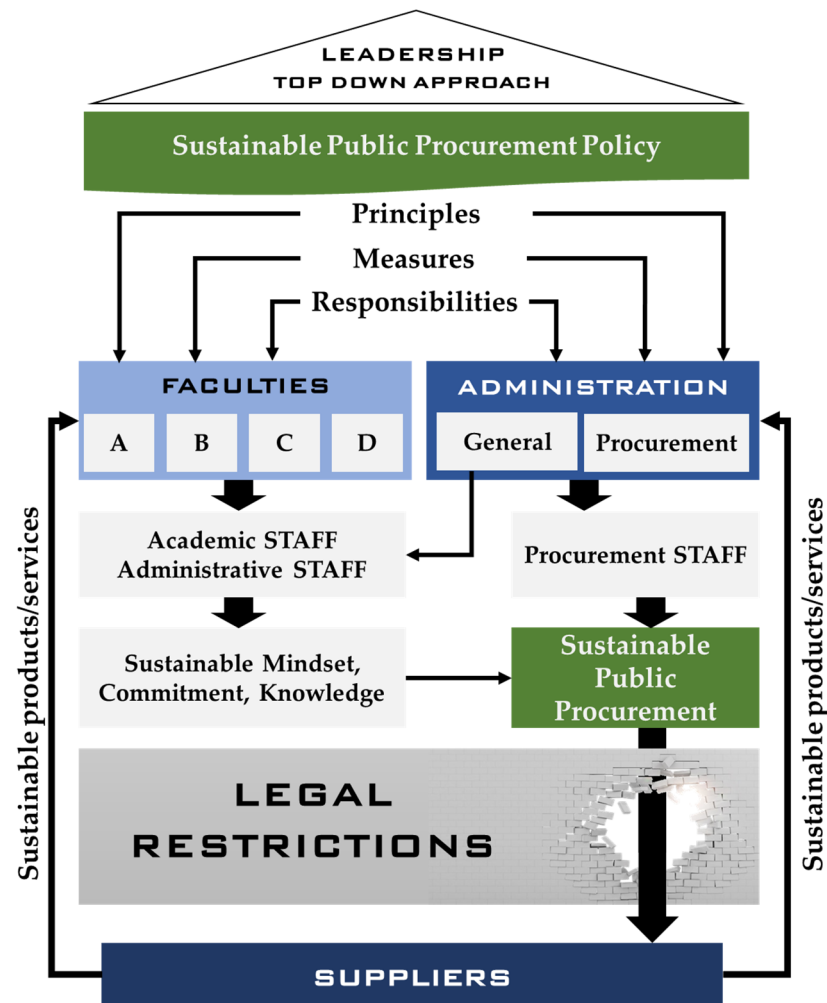 LEADERSHIP
TOP DOWN APPROACH
Sustainable Public Procurement Policy
Principles
Measures
Responsibilities
FACULTIES
A
B
C
D
ADMINISTRATION
General
Procurement
Academic STAFF
Administrative STAFF
Procurement STAFF
Sustainable Mindset,
Commitment, Knowledge
Sustainable
Public
Procurement
LEGAL
RESTRICTIONS
SUPPLIERS
Sustainable products/services
Sustainable products/services